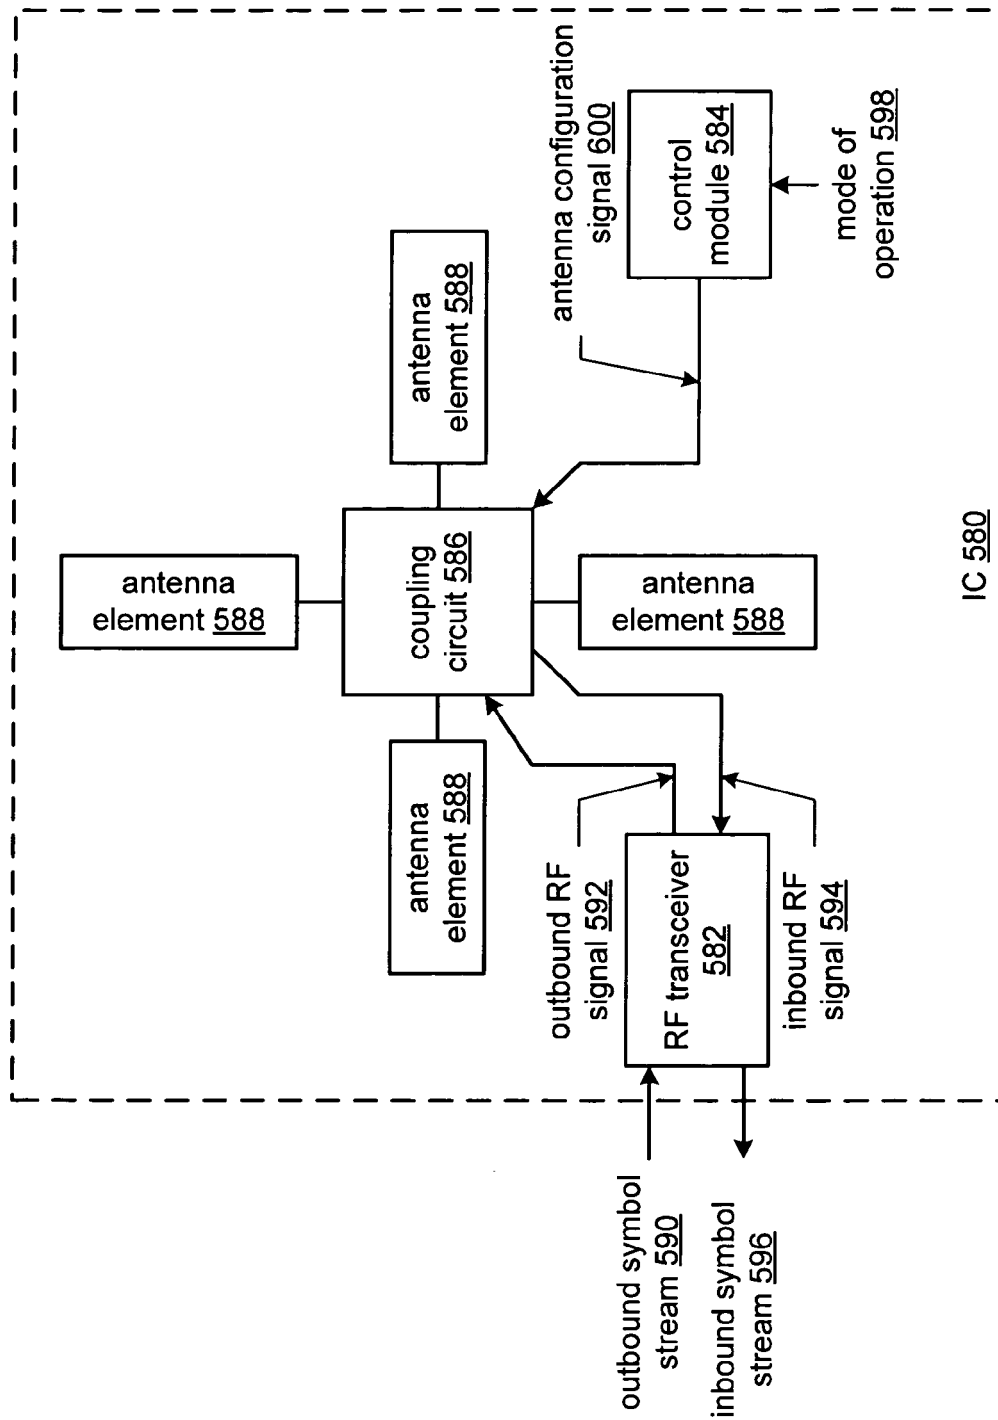 antenna
element 588
antenna
element 588
coupling
circuit 586
antenna
element 588
antenna
element 588
antenna configuration
signal 600
control
module 584
mode of
operation 598
outbound RF
signal 592
RF transceiver
582
inbound RF
signal 594
outbound symbol
stream 590
inbound symbol
stream 596
IC 580